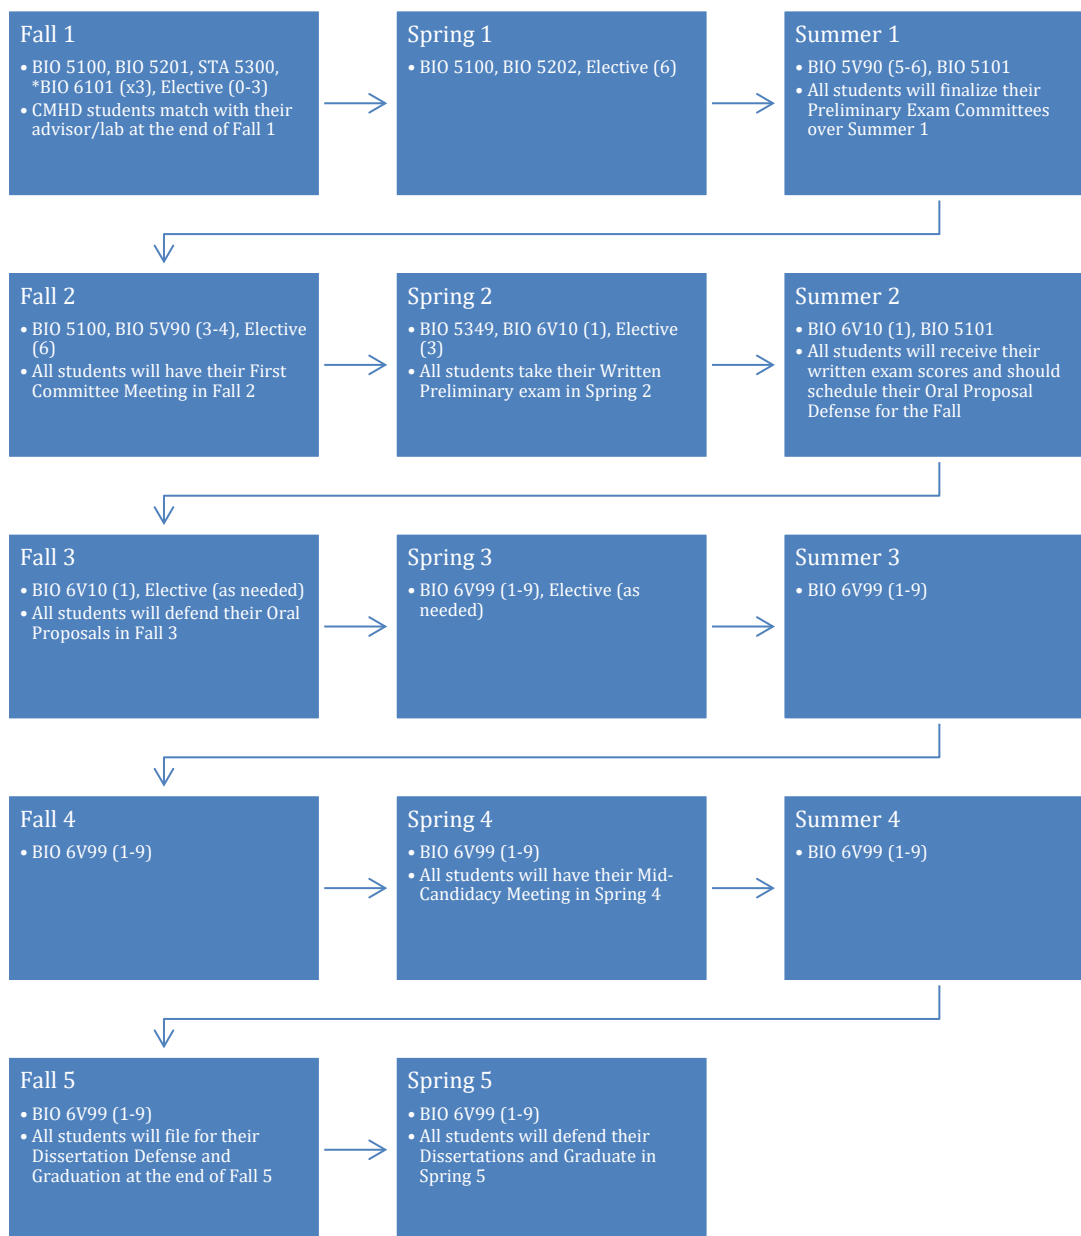 Fall 1
• BIO 5100, BIO 5201, STA 5300,
*BIO 6101 (x3), Elective (0-3)
• CMHD students match with their
advisor/lab at the end of Fall 1
Spring 1
• BIO 5100, BIO 5202, Elective (6)
Summer 1
• BIO 5V90 (5-6), BIO 5101
• All students will finalize their
Preliminary Exam Committees
over Summer 1
Fall 2
• BIO 5100, BIO 5V90 (3-4), Elective
(6)
• All students will have their First
Committee Meeting in Fall 2
Spring 2
• BIO 5349, BIO 6V10 (1), Elective
(3)
• All students take their Written
Preliminary exam in Spring 2
Summer 2
• BIO 6V10 (1), BIO 5101
• All students will receive their
written exam scores and should
schedule their Oral Proposal
Defense for the Fall
Fall 3
• BIO 6V10 (1), Elective (as needed)
• All students will defend their Oral
Proposals in Fall 3
Spring 3
• BIO 6V99 (1-9), Elective (as
needed)
Summer 3
• BIO 6V99 (1-9)
Fall 4
• BIO 6V99 (1-9)
Spring 4
• BIO 6V99 (1-9)
• All students will have their Mid-
Candidacy Meeting in Spring 4
Summer 4
• BIO 6V99 (1-9)
Fall 5
• BIO 6V99 (1-9)
• All students will file for their
Dissertation Defense and
Graduation at the end of Fall 5
Spring 5
• BIO 6V99 (1-9)
• All students will defend their
Dissertations and Graduate in
Spring 5